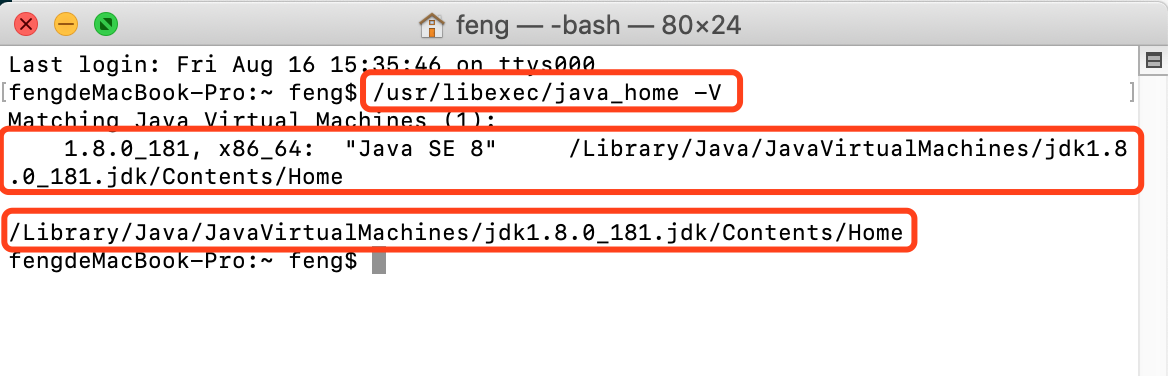 feng — -bash — 80×24
Last login: Fri Aug 16 15:35:46 on ttys000
[fengdeMacBook-Pro:~ feng$ /usr/libexec/java_home -V ]
Matching Java Virtual Machines (1):
    1.8.0_181, x86_64:	"Java SE 8"	/Library/Java/JavaVirtualMachines/jdk1.8
.0_181.jdk/Contents/Home
/Library/Java/JavaVirtualMachines/jdk1.8.0_181.jdk/Contents/Home
fengdeMacBook-Pro:~ feng$